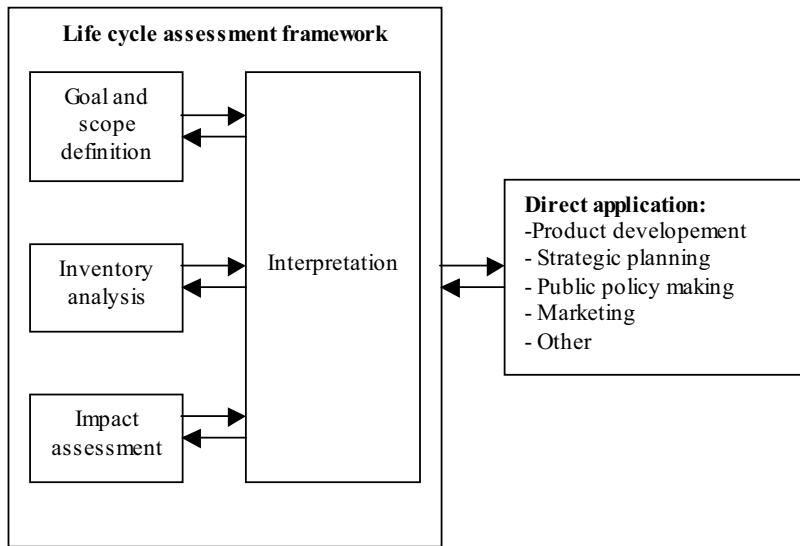 Life cycle assessment framework
Goal and
scope
definition
Inventory
analysis
Impact
assessment
Interpretation
Direct application:
-Product developement
- Strategic planning
- Public policy making
- Marketing
- Other